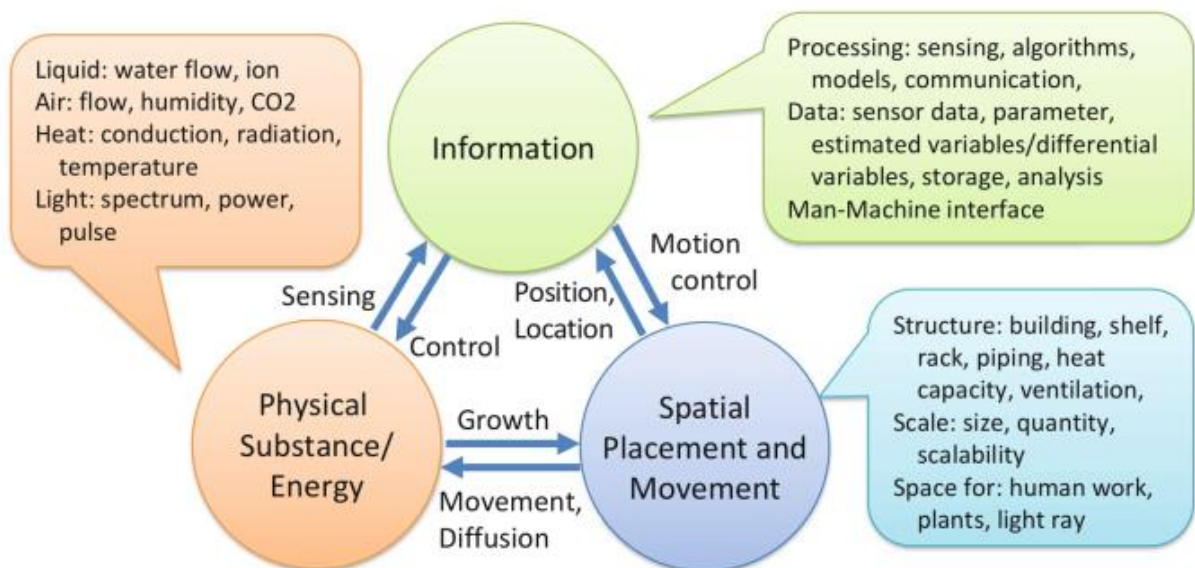 Liquid: water flow, ion
Air: flow, humidity, CO2
Heat: conduction, radiation,
temperature
Light: spectrum, power,
pulse
Information
Processing: sensing, algorithms,
models, communication,
Data: sensor data, parameter,
estimated variables/differential
variables, storage, analysis
Man-Machine interface
Sensing
Control
Position,
Location
Motion
control
Physical
Substance/
Energy
Growth
Movement,
Diffusion
Spatial
Placement and
Movement
Structure: building, shelf,
rack, piping, heat
capacity, ventilation,
Scale: size, quantity,
scalability
Space for: human work,
plants, light ray